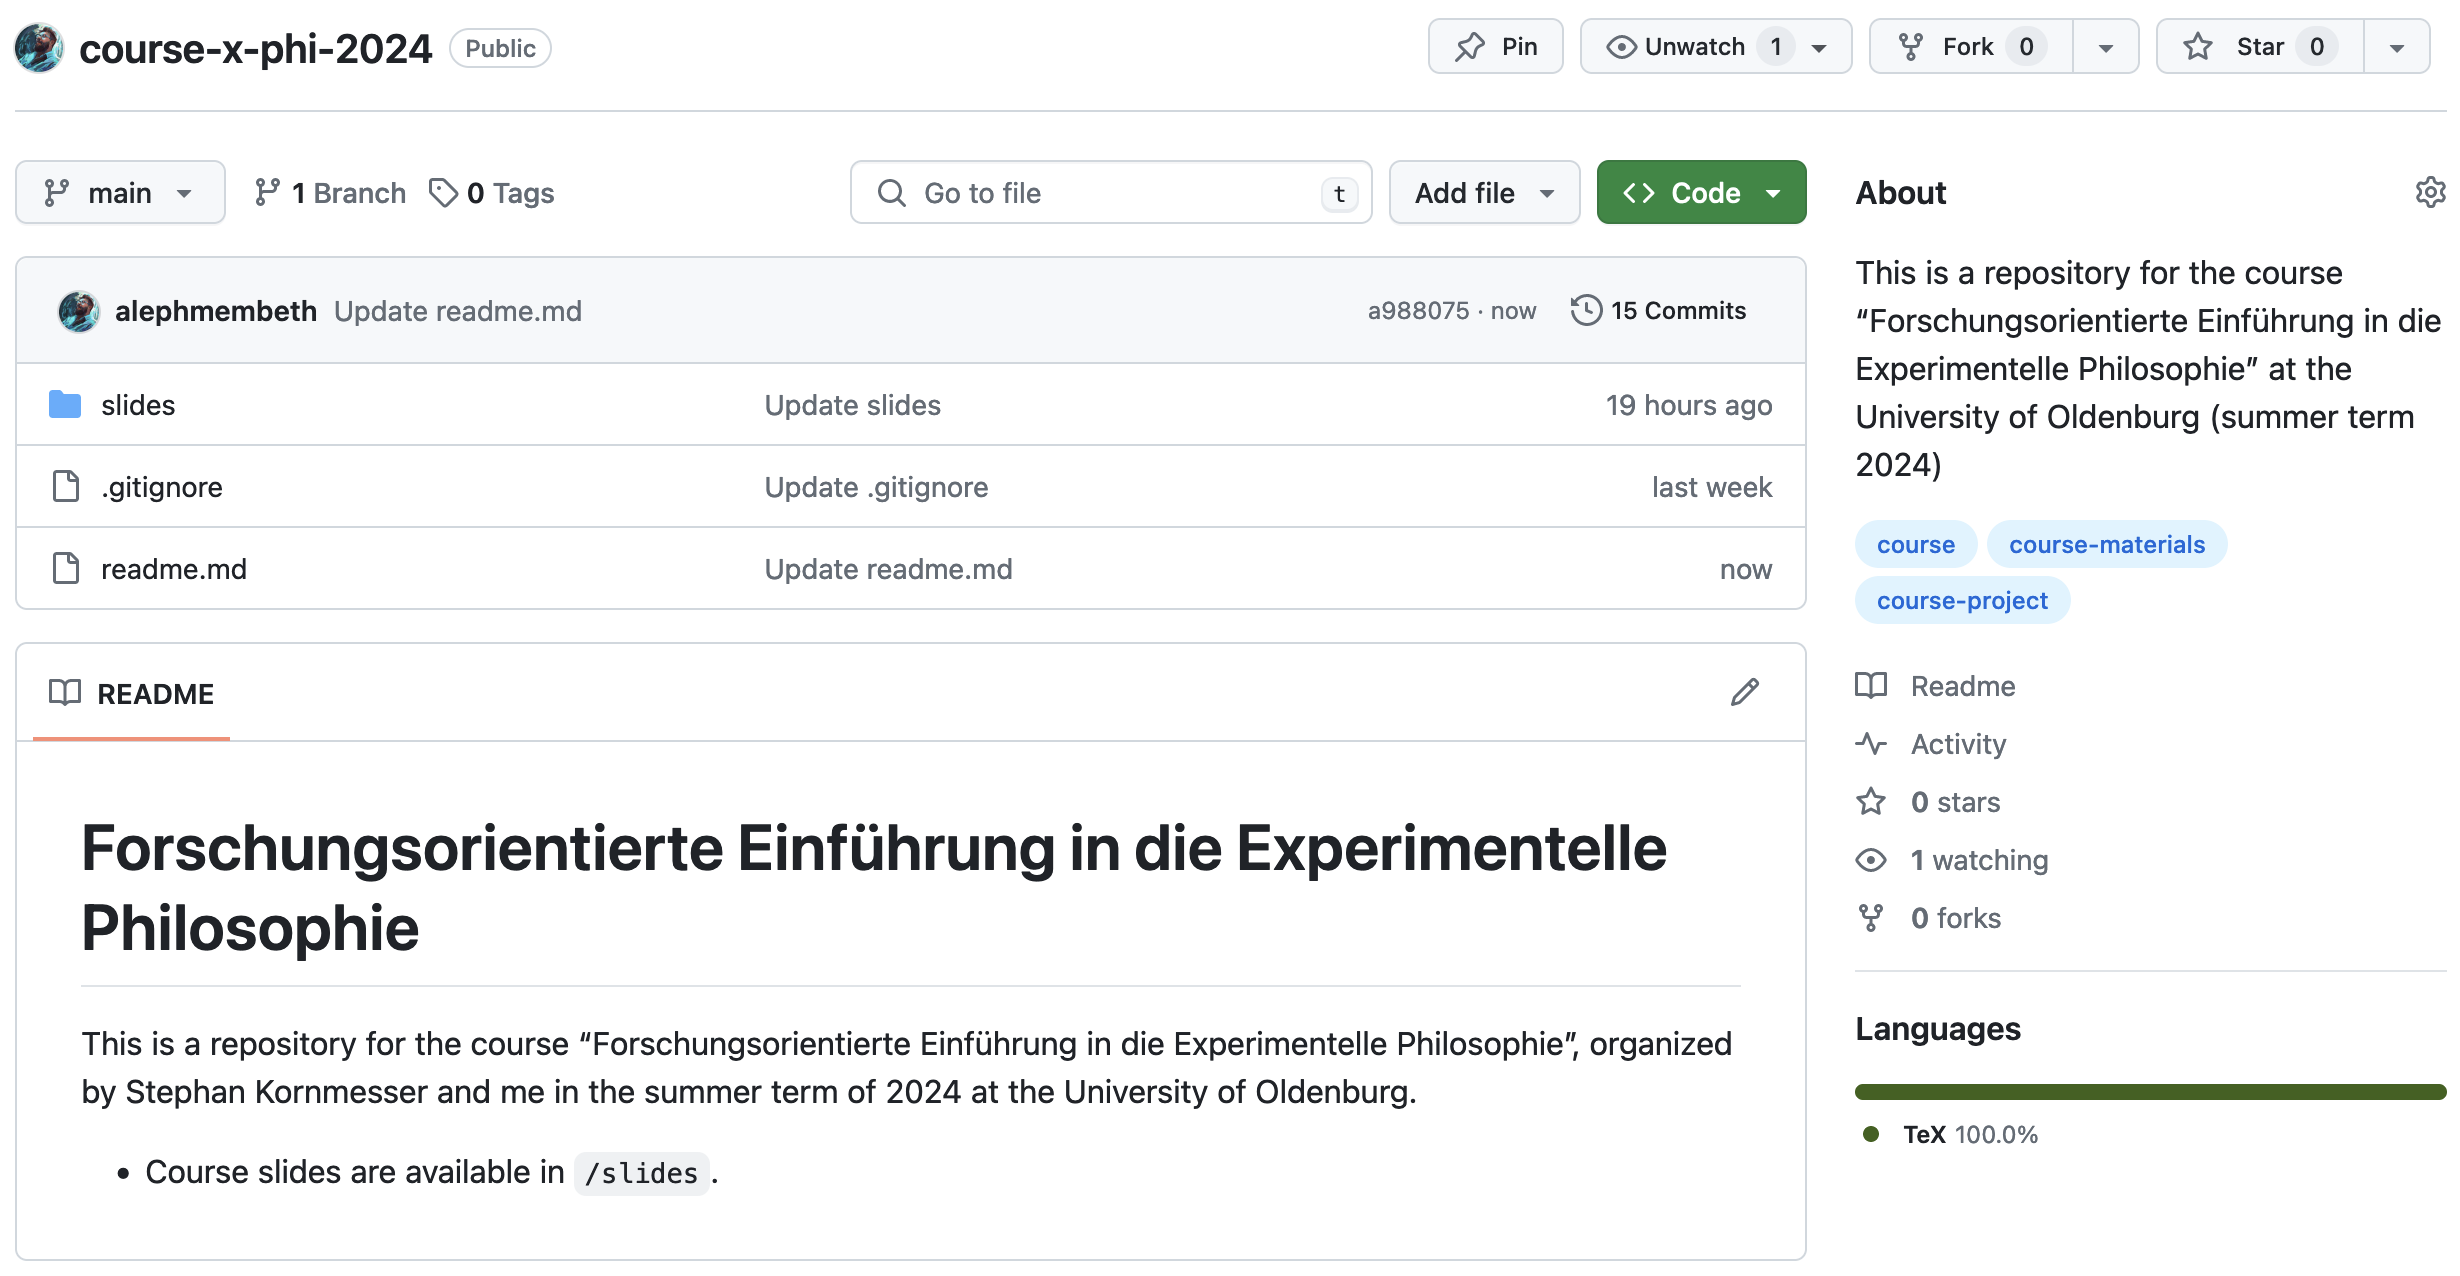 course-x-phi-2024 Public Pin Unwatch 1 Fork 0 Star 0
main 1 Branch 0 Tags Go to file t Add file Code
alephmembeth Update readme.md a988075 · now 15 Commits
slides Update slides 19 hours ago
.gitignore Update .gitignore last week
readme.md Update readme.md now
README
Forschungsorientierte Einführung in die Experimentelle
Philosophie
This is a repository for the course “Forschungsorientierte Einführung in die Experimentelle Philosophie”, organized
by Stephan Kornmesser and me in the summer term of 2024 at the University of Oldenburg.
• Course slides are available in /slides.
About
This is a repository for the course
“Forschungsorientierte Einführung in die
Experimentelle Philosophie” at the
University of Oldenburg (summer term
2024)
course course-materials
course-project
Readme
Activity
0 stars
1 watching
0 forks
Languages
TeX 100.0%